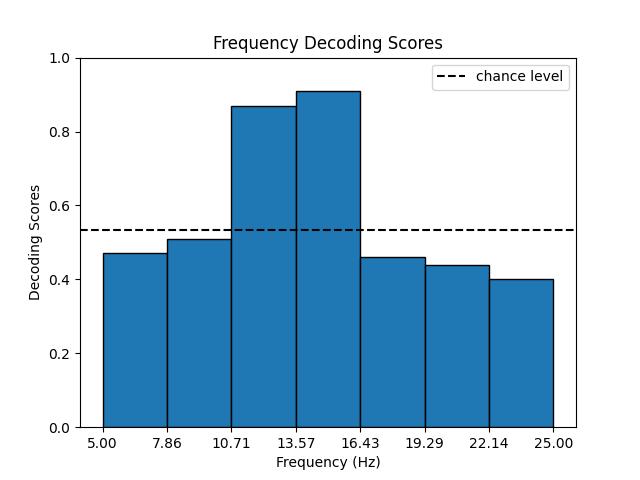 Frequency Decoding Scores
chance level
1.0
0.8
0.6
0.4
0.2
0.0
Decoding Scores
5.00 7.86 10.71 13.57 16.43 19.29 22.14 25.00
Frequency (Hz)